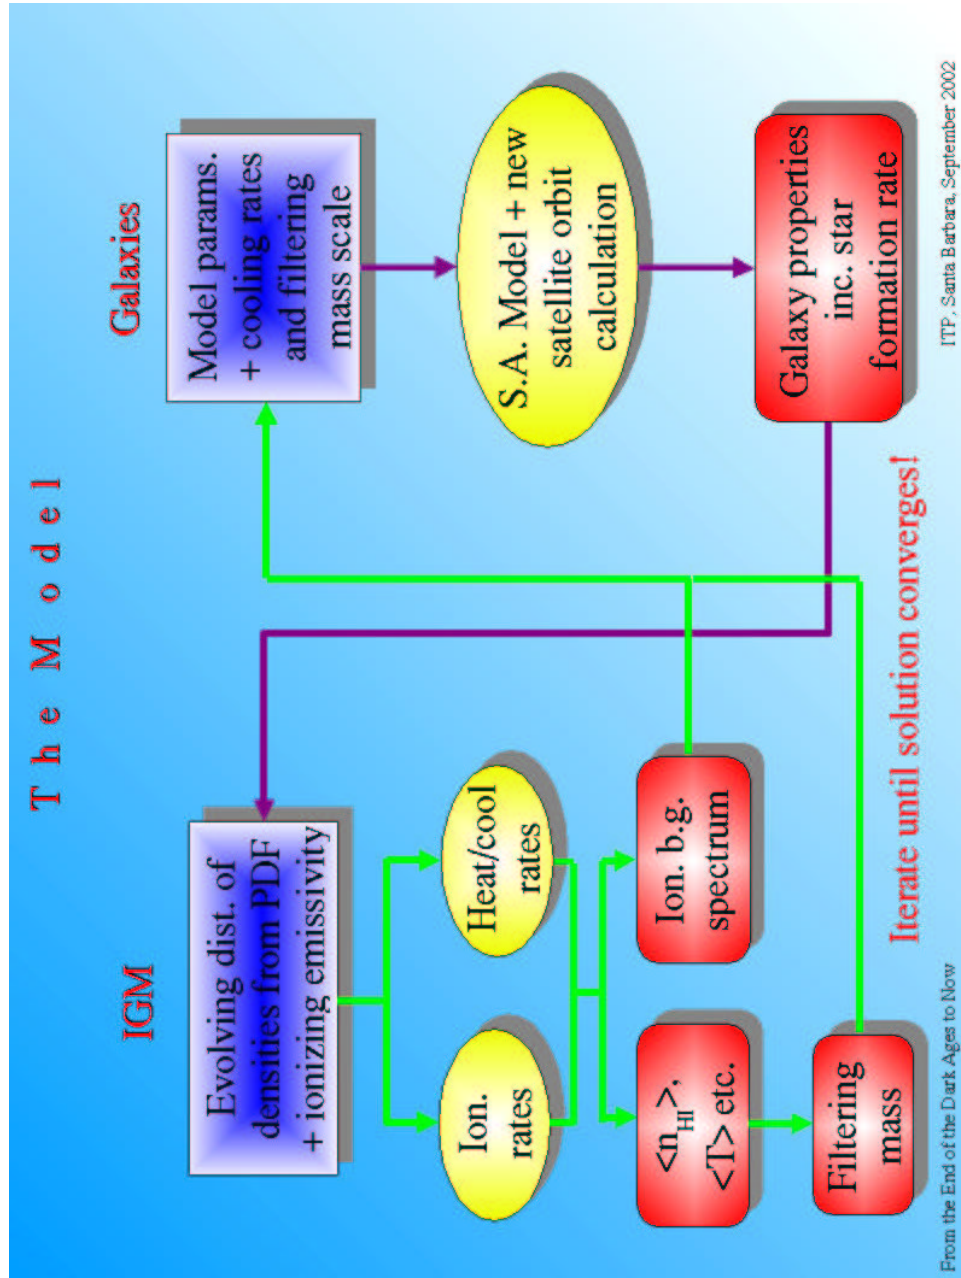 The Model
IGM
Galaxies
Evolving dist. of
densities from PDF
+ ionizing emissivity
Model params.
+ cooling rates
and filtering
mass scale
Ion.
rates
Heat/cool
rates
S.A. Model + new
satellite orbit
calculation
<n_HI>,
<T> etc.
Ion. b.g.
spectrum
Filtering
mass
Galaxy properties
inc. star
formation rate
Iterate until solution converges!
From the End of the Dark Ages to Now
ITP, Santa Barbara, September 2002